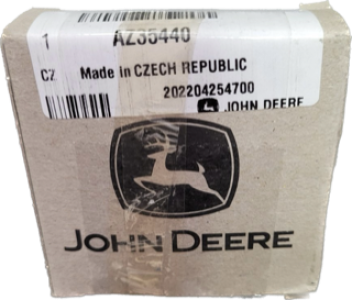 1 AZ35440
CZ Made In CZECH REPUBLIC
202204254700
JOHN DEERE
JOHN DEERE